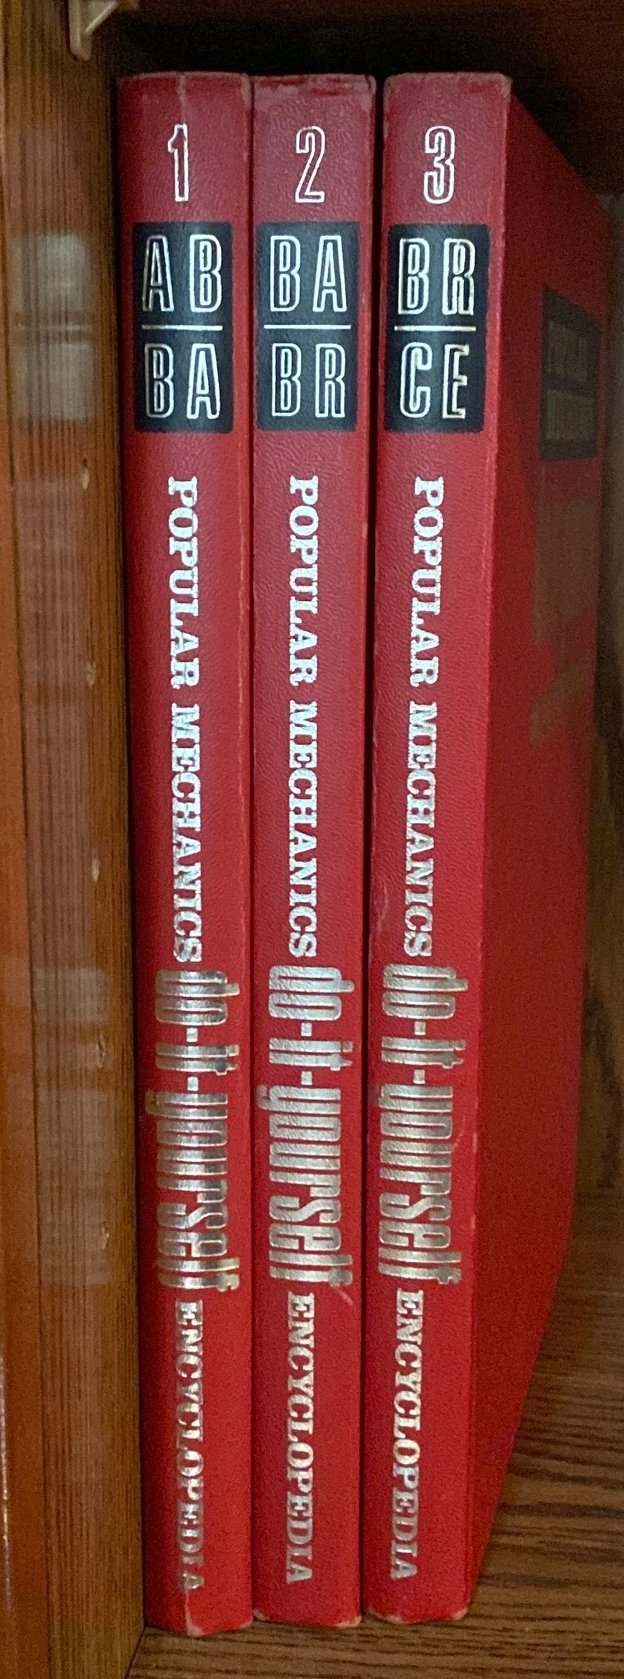 1
AB
BA
POPULAR MECHANICS do-it-yourself ENCYCLOPEDIA
2
BA
BR
POPULAR MECHANICS do-it-yourself ENCYCLOPEDIA
3
BR
CE
POPULAR MECHANICS do-it-yourself ENCYCLOPEDIA